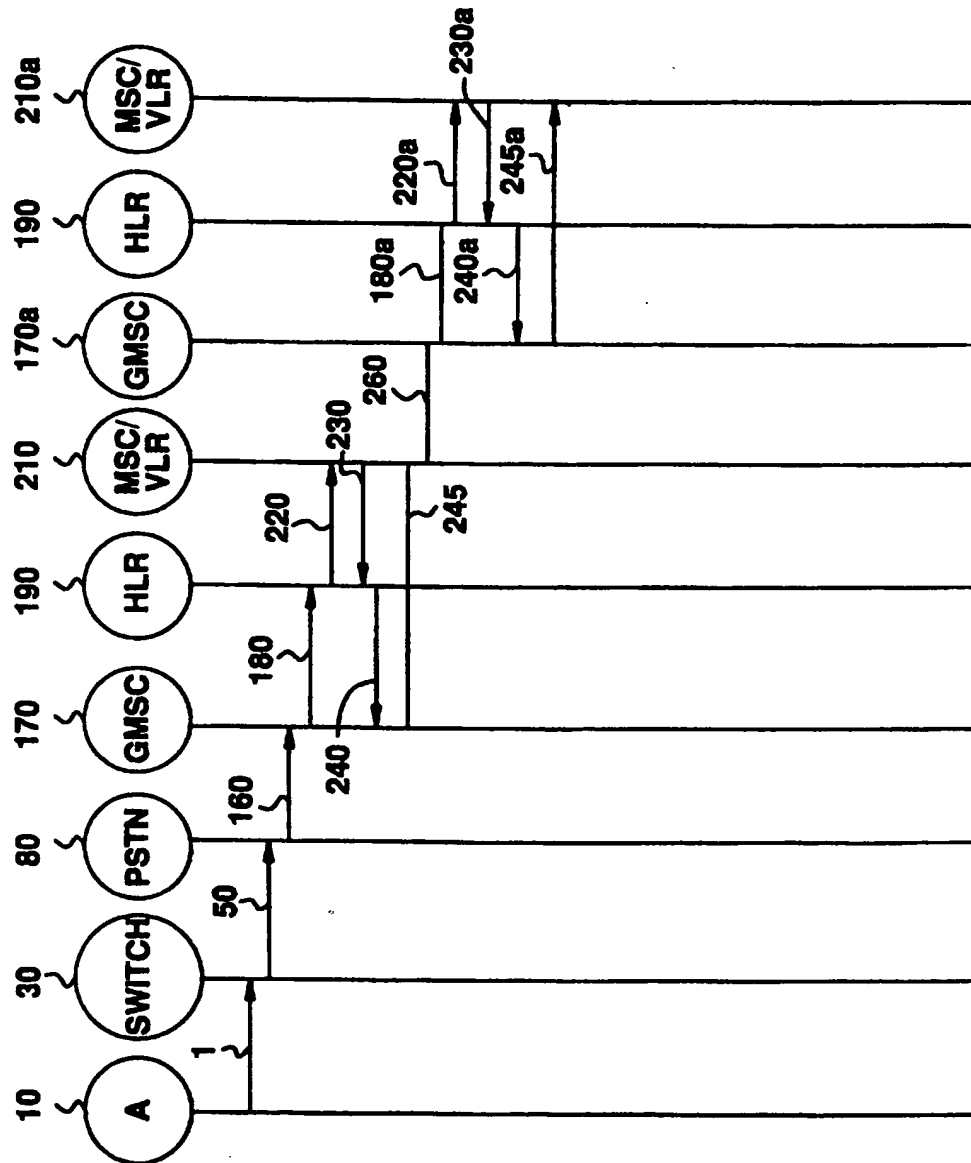 10
30
80
170
190
210
170a
190
210a
A
SWITCH
PSTN
GMSC
HLR
MSC/
VLR
GMSC
HLR
MSC/
VLR
1
50
160
180
240
220
230
245
260
180a
240a
220a
230a
245a